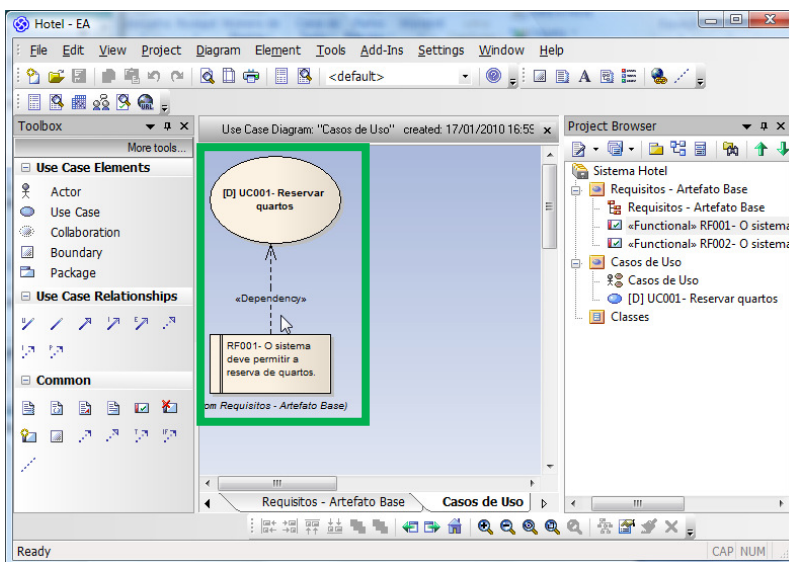 Hotel - EA
File Edit View Project Diagram Element Tools Add-Ins Settings Window Help
<default>
Toolbox
More tools...
Use Case Elements
Actor
Use Case
Collaboration
Boundary
Package
Use Case Relationships
Common
Use Case Diagram: "Casos de Uso" created: 17/01/2010 16:55
[D] UC001- Reservar
quartos
«Dependency»
RF001- O sistema
deve permitir a
reserva de quartos.
om Requisitos - Artefato Base)
Requisitos - Artefato Base Casos de Uso
Project Browser
Sistema Hotel
Requisitos - Artefato Base
Requisitos - Artefato Base
«Functional» RF001- O sistema
«Functional» RF002- O sistema
Casos de Uso
Casos de Uso
[D] UC001- Reservar quartos
Classes
Ready
CAP NUM